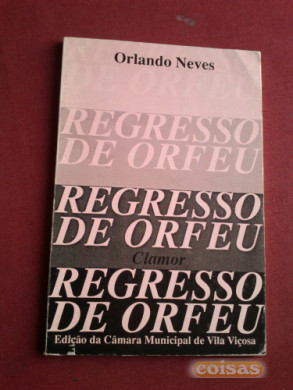 Orlando Neves
REGRESSO
DE ORFEU
REGRESSO
DE ORFEU
Clamor
REGRESSO
DE ORFEU
Edição da Câmara Municipal de Vila Viçosa
coisas